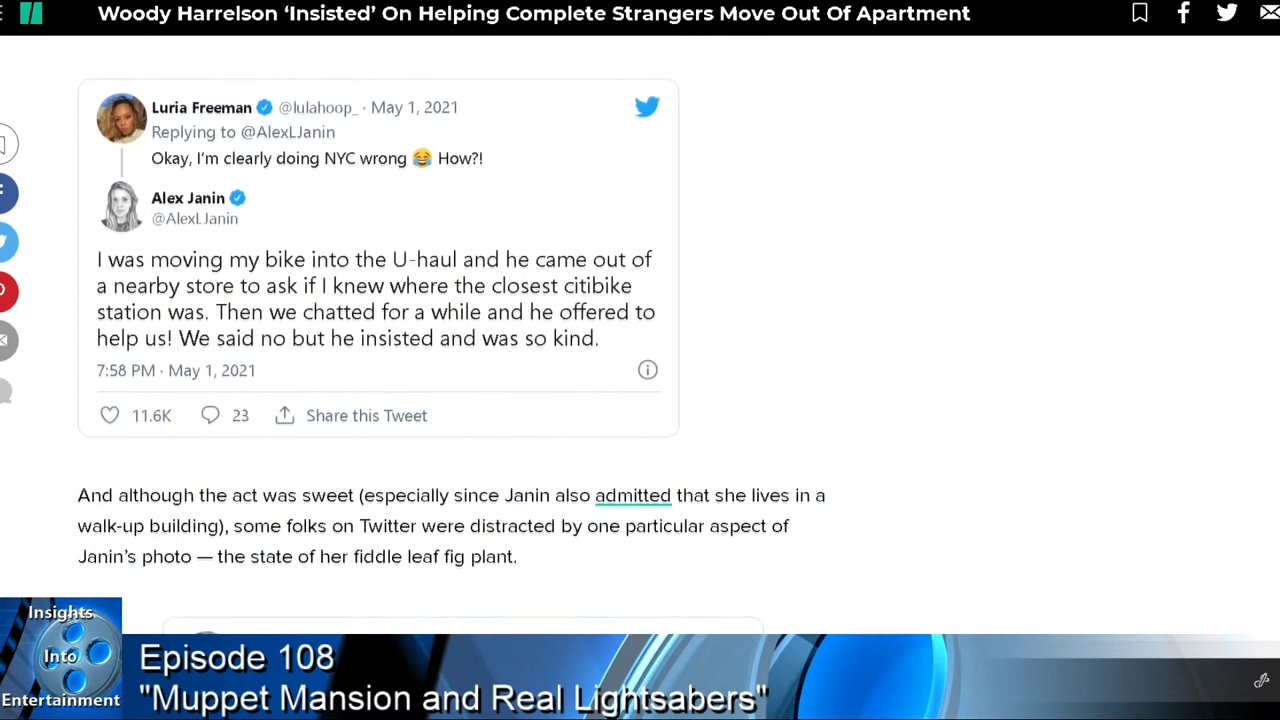 Woody Harrelson ‘Insisted’ On Helping Complete Strangers Move Out Of Apartment
Luria Freeman @lulahoop_ · May 1, 2021
Replying to @AlexLJanin
Okay, I’m clearly doing NYC wrong 😂 How?!
Alex Janin
@AlexLJanin
I was moving my bike into the U-haul and he came out of
a nearby store to ask if I knew where the closest citibike
station was. Then we chatted for a while and he offered to
help us! We said no but he insisted and was so kind.
7:58 PM · May 1, 2021
11.6K 23 Share this Tweet
And although the act was sweet (especially since Janin also admitted that she lives in a
walk-up building), some folks on Twitter were distracted by one particular aspect of
Janin’s photo — the state of her fiddle leaf fig plant.
Insights
Into
Entertainment
Episode 108
"Muppet Mansion and Real Lightsabers"